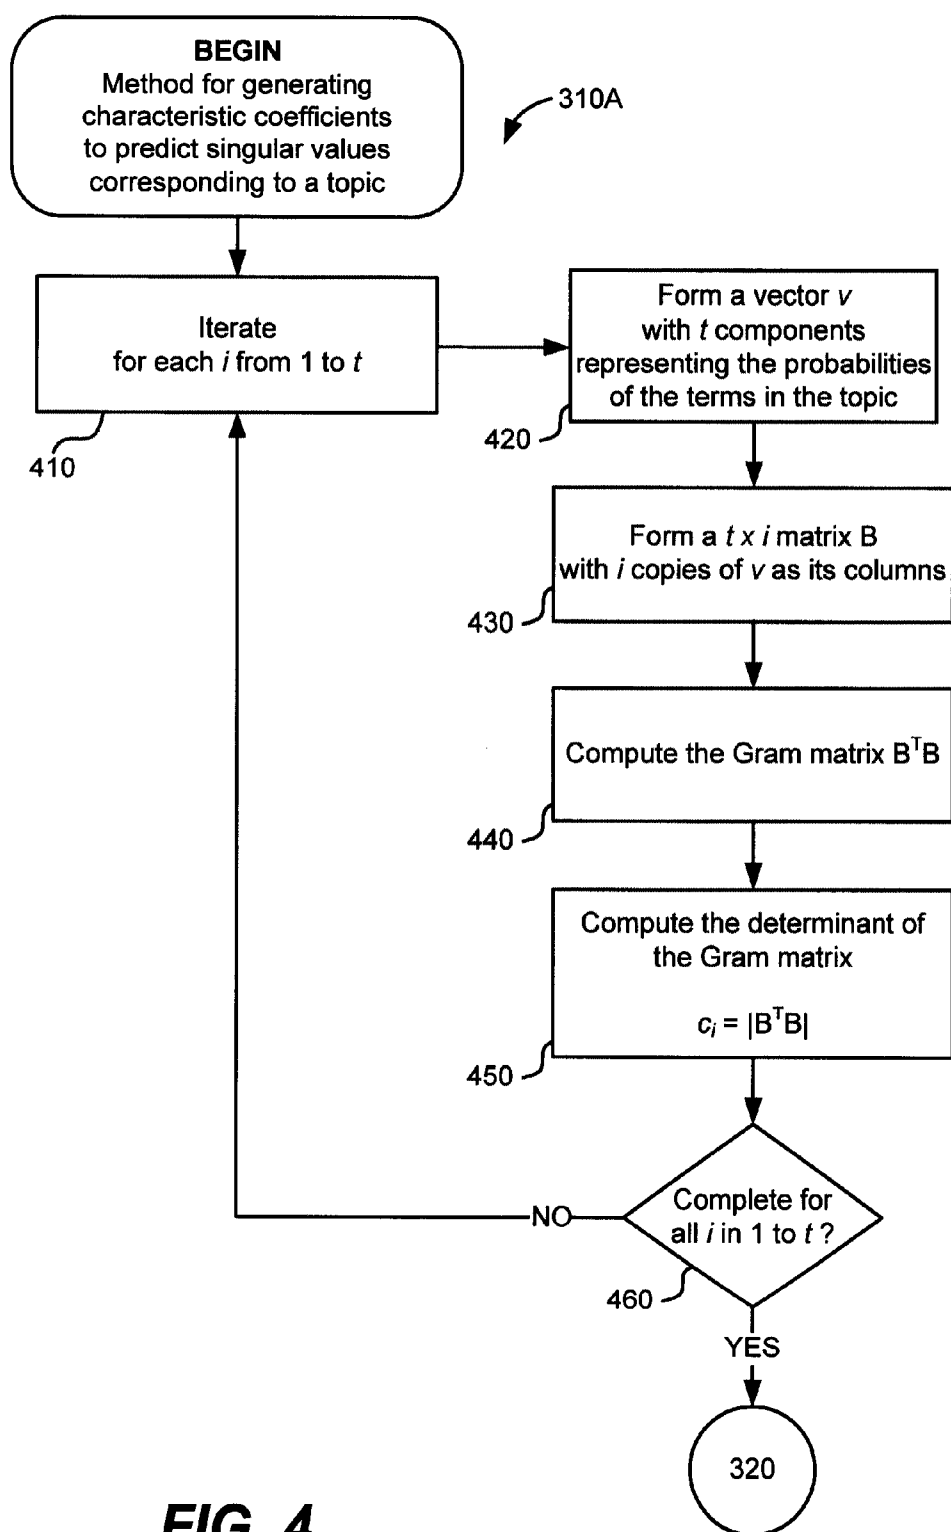 BEGIN
Method for generating
characteristic coefficients
to predict singular values
corresponding to a topic
310A
Iterate
for each i from 1 to t
410
Form a vector v
with t components
representing the probabilities
of the terms in the topic
420
Form a t x i matrix B
with i copies of v as its columns
430
Compute the Gram matrix BᵀB
440
Compute the determinant of
the Gram matrix
cᵢ = |BᵀB|
450
Complete for
all i in 1 to t ?
NO
460
YES
320
FIG. 4